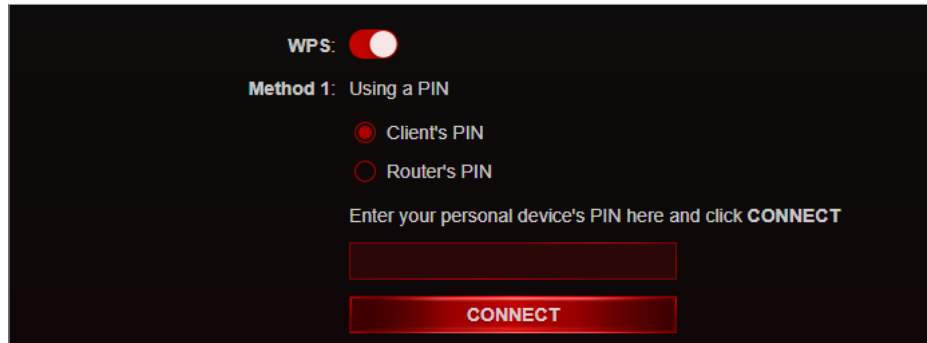 WPS:
Method 1: Using a PIN
Client's PIN
Router's PIN
Enter your personal device's PIN here and click CONNECT
CONNECT